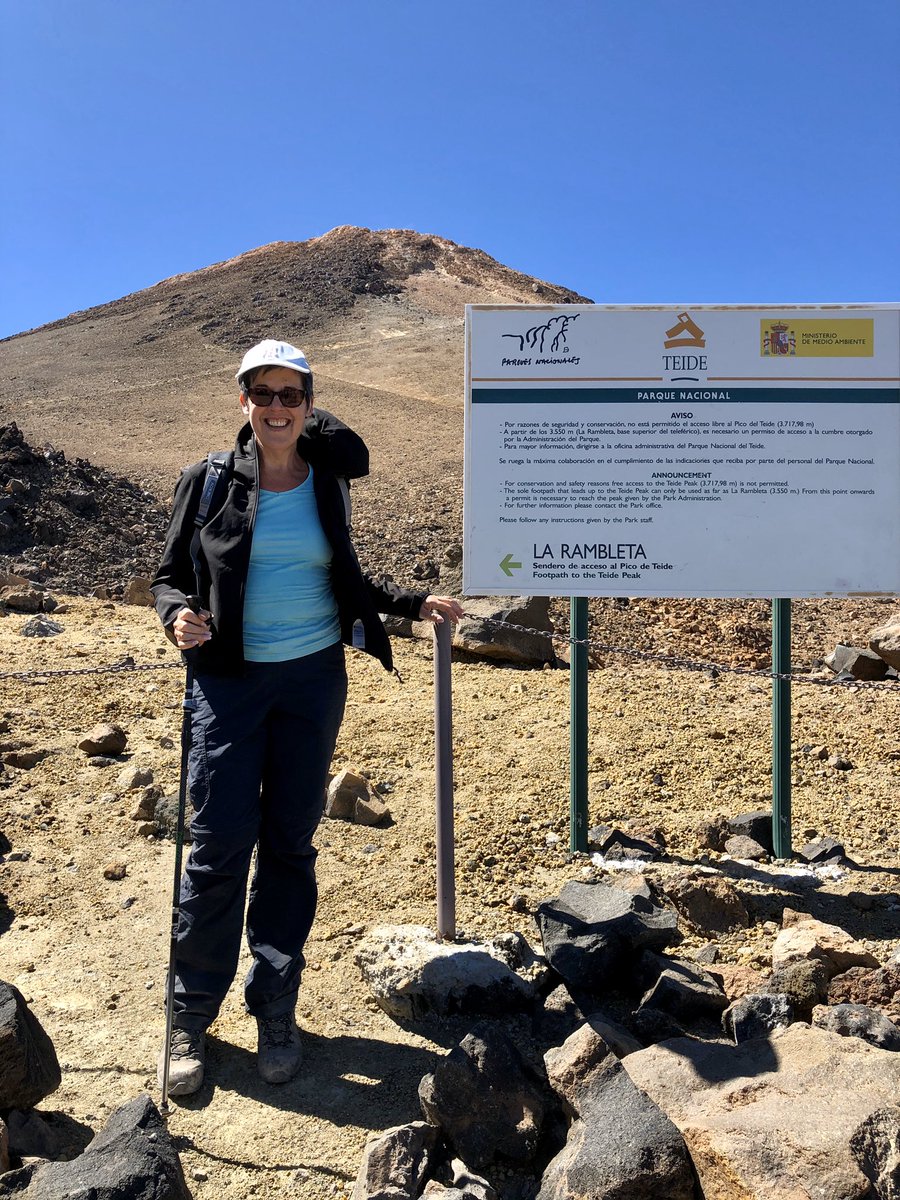 PARQUES NACIONALES
TEIDE
MINISTERIO
DE MEDIO AMBIENTE
PARQUE NACIONAL
AVISO
- Por razones de seguridad y conservación, no está permitido el acceso libre al Pico del Teide (3.717,98 m)
- A partir de los 3.550 m (La Rambleta, base superior del teleférico), es necesario un permiso de acceso a la cumbre otorgado
por la Administración del Parque.
- Para mayor información, dirigirse a la oficina administrativa del Parque Nacional del Teide.
Se ruega la máxima colaboración en el cumplimiento de las indicaciones que reciba por parte del personal del Parque Nacional.
ANNOUNCEMENT
- For conservation and safety reasons free access to the Teide Peak (3.717,98 m) is not permitted.
- The sole footpath that leads up to the Teide Peak can only be used as far as La Rambleta (3.550 m.) From this point onwards
a permit is necessary to reach the peak given by the Park Administration.
- For further information please contact the Park office.
Please follow any instructions given by the Park staff.
LA RAMBLETA
Sendero de acceso al Pico de Teide
Footpath to the Teide Peak